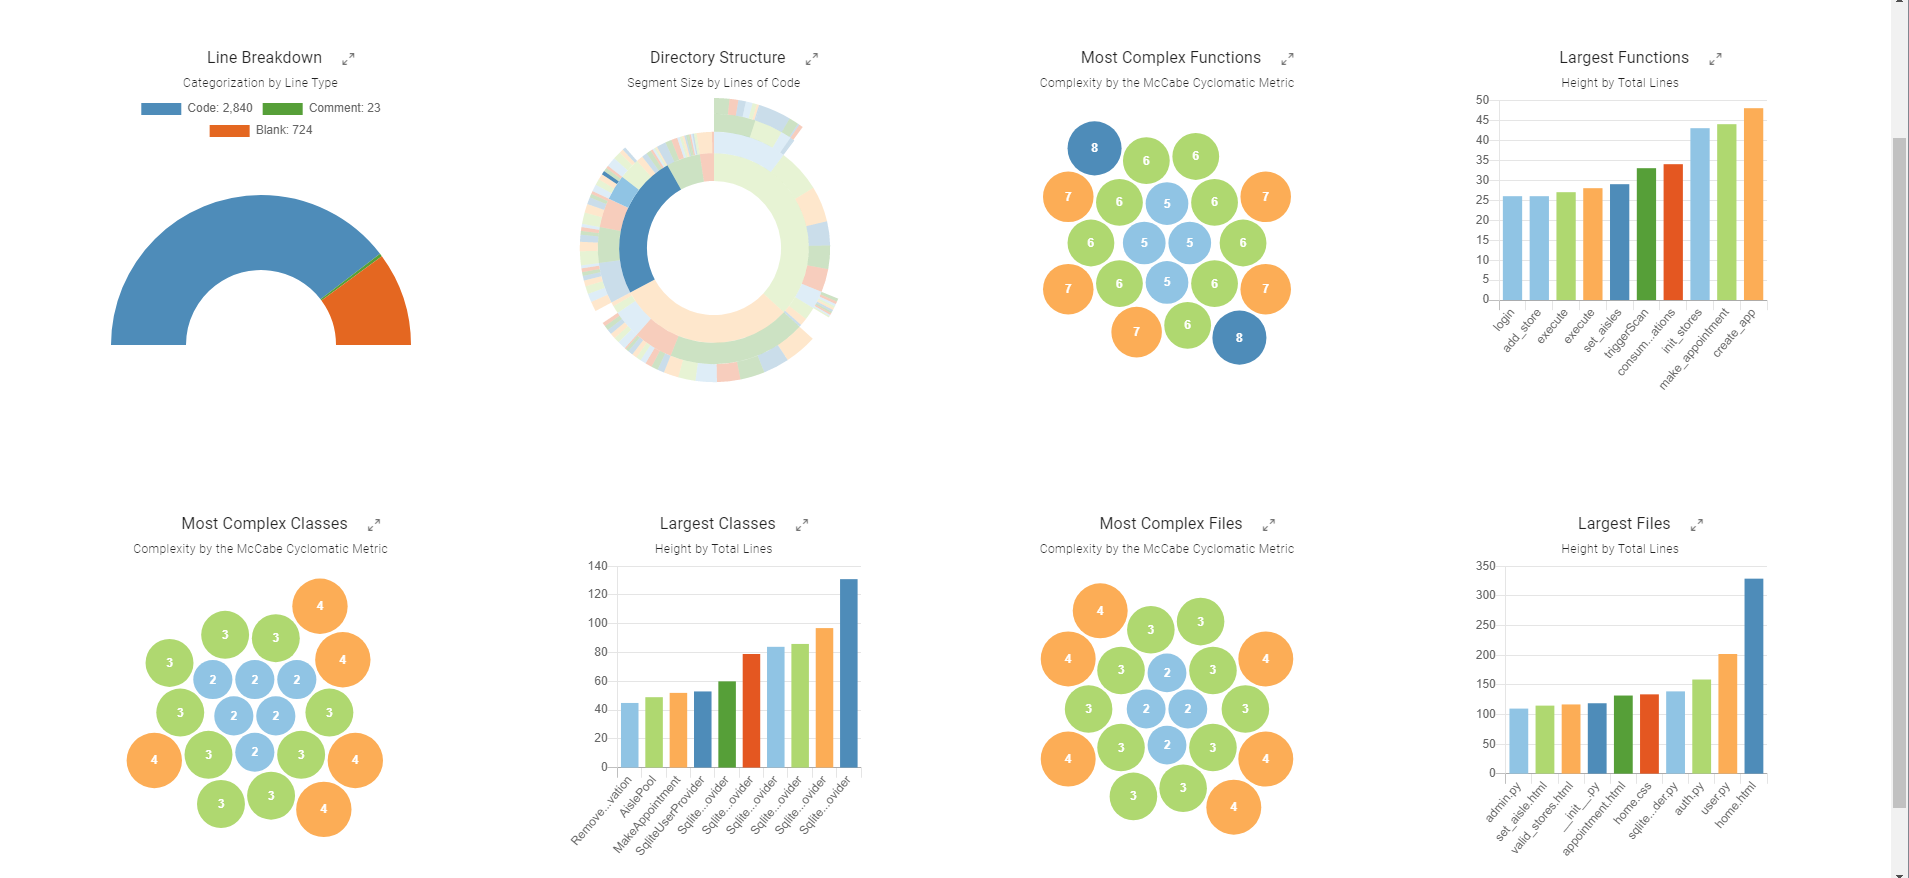 Line Breakdown
Categorization by Line Type
Code: 2,840 Comment: 23
Blank: 724
Directory Structure
Segment Size by Lines of Code
Most Complex Functions
Complexity by the McCabe Cyclomatic Metric
8
6
6
7
6
5
6
7
6
5
5
6
7
6
5
6
7
7
6
8
Largest Functions
Height by Total Lines
50
45
40
35
30
25
20
15
10
5
0
login
add_store
execute
execute
set_aisles
triggerScan
consum...ations
init_stores
make_appointment
create_app
Most Complex Classes
Complexity by the McCabe Cyclomatic Metric
4
3
3
3
4
2
2
2
3
2
2
3
4
3
2
3
4
3
3
4
Largest Classes
Height by Total Lines
140
120
100
80
60
40
20
0
Remove...vation
AislePool
MakeAppointment
SqliteUserProvider
Sqlite...ovider
Sqlite...ovider
Sqlite...ovider
Sqlite...ovider
Sqlite...ovider
Sqlite...ovider
Most Complex Files
Complexity by the McCabe Cyclomatic Metric
4
3
3
4
3
2
3
4
3
2
2
3
4
3
2
3
4
3
3
4
Largest Files
Height by Total Lines
350
300
250
200
150
100
50
0
admin.py
set_aisle.html
valid_stores.html
__init__.py
appointment.html
home.css
sqlite...der.py
auth.py
user.py
home.html